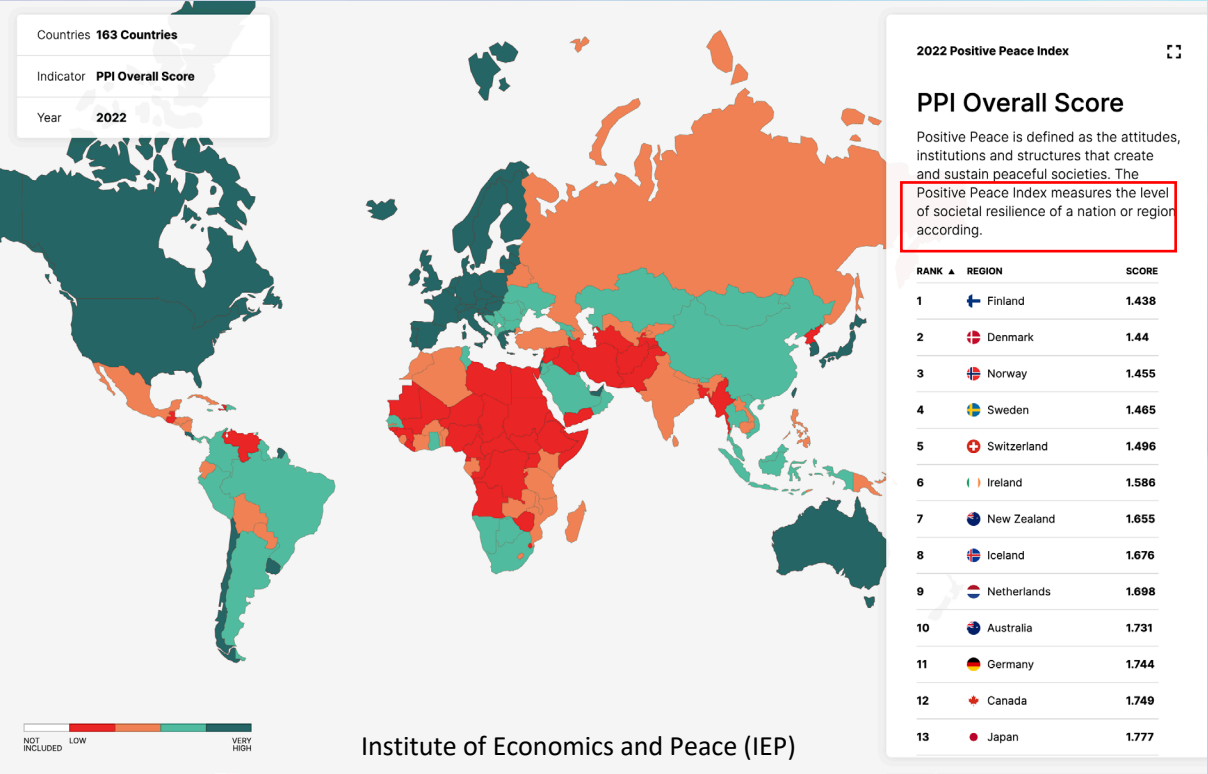 Countries 163 Countries
Indicator PPI Overall Score
Year 2022
2022 Positive Peace Index
PPI Overall Score
Positive Peace is defined as the attitudes,
institutions and structures that create
and sustain peaceful societies. The
Positive Peace Index measures the level
of societal resilience of a nation or region
according.
RANK ▲ REGION SCORE
1 Finland 1.438
2 Denmark 1.44
3 Norway 1.455
4 Sweden 1.465
5 Switzerland 1.496
6 Ireland 1.586
7 New Zealand 1.655
8 Iceland 1.676
9 Netherlands 1.698
10 Australia 1.731
11 Germany 1.744
12 Canada 1.749
13 Japan 1.777
NOT INCLUDED
LOW
VERY HIGH
Institute of Economics and Peace (IEP)